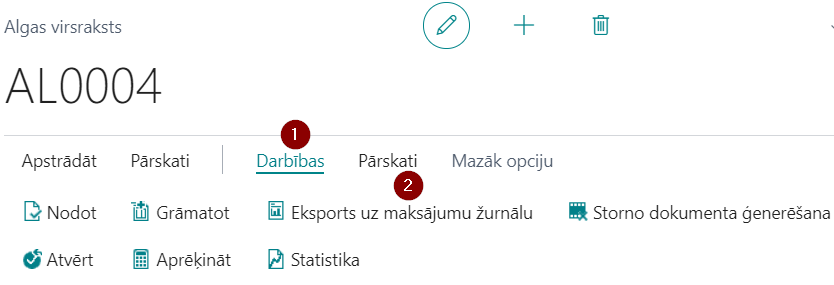 Algas virsraksts
AL0004
1
Apstrādāt Pārskati Darbības Pārskati Mazāk opciju
2
Nodot Grāmatot Eksports uz maksājumu žurnālu Storno dokumenta ģenerēšana
Atvērt Aprēķināt Statistika